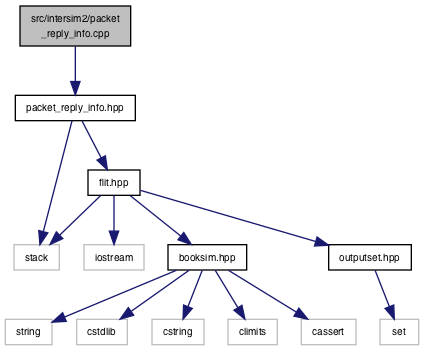 src/intersim2/packet
_reply_info.cpp
packet_reply_info.hpp
flit.hpp
stack
iostream
booksim.hpp
outputset.hpp
string
cstdlib
cstring
climits
cassert
set